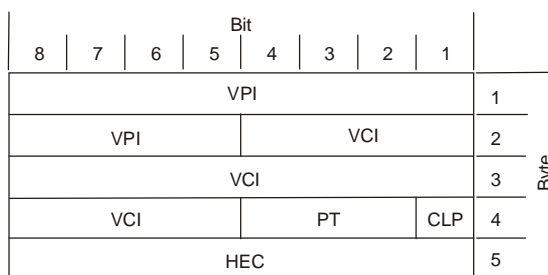 Bit
8 7 6 5 4 3 2 1
VPI 1
VPI VCI 2
VCI 3
VCI PT CLP 4
HEC 5
Byte